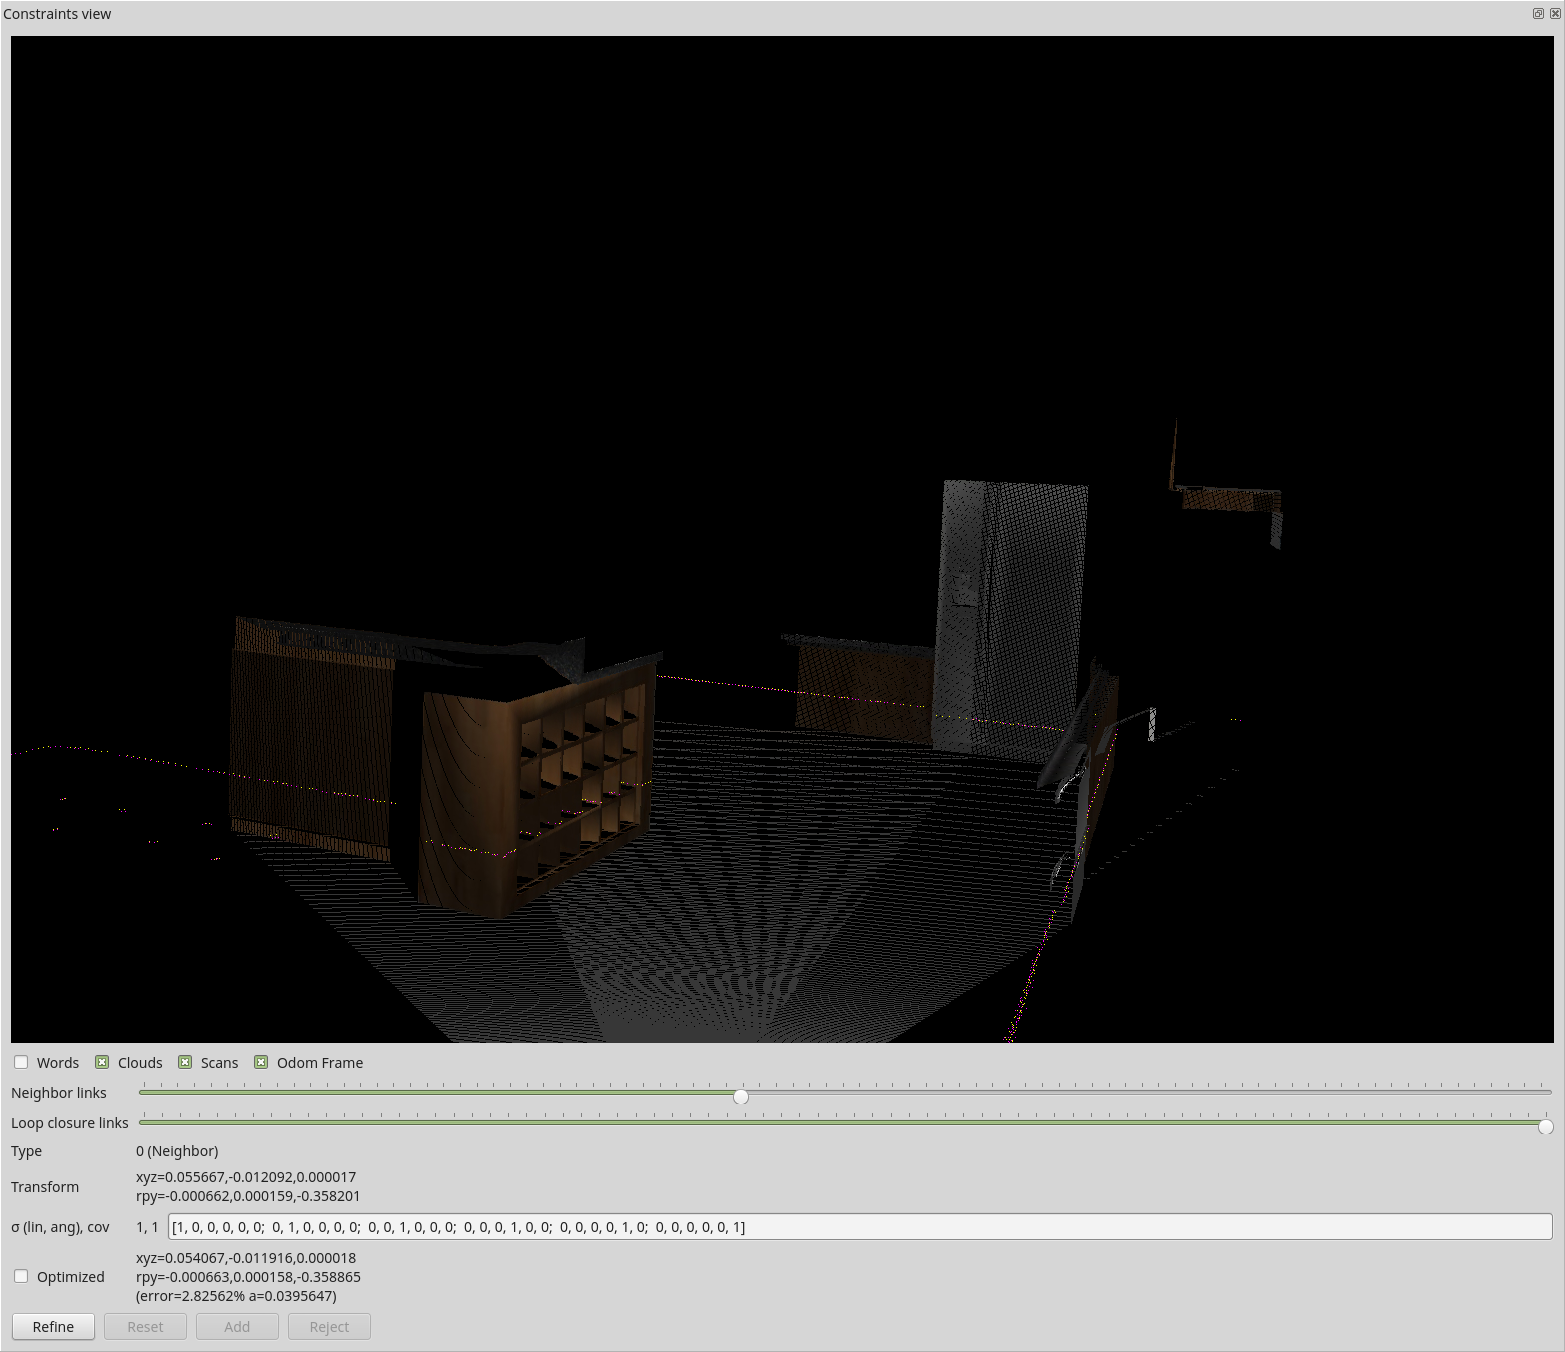 Constraints view
Words Clouds Scans Odom Frame
Neighbor links
Loop closure links
Type 0 (Neighbor)
Transform xyz=0.055667,-0.012092,0.000017
rpy=-0.000662,0.000159,-0.358201
σ (lin, ang), cov 1, 1 [1, 0, 0, 0, 0, 0;  0, 1, 0, 0, 0, 0;  0, 0, 1, 0, 0, 0;  0, 0, 0, 1, 0, 0;  0, 0, 0, 0, 1, 0;  0, 0, 0, 0, 0, 1]
xyz=0.054067,-0.011916,0.000018
Optimized rpy=-0.000663,0.000158,-0.358865
(error=2.82562% a=0.0395647)
Refine Reset Add Reject